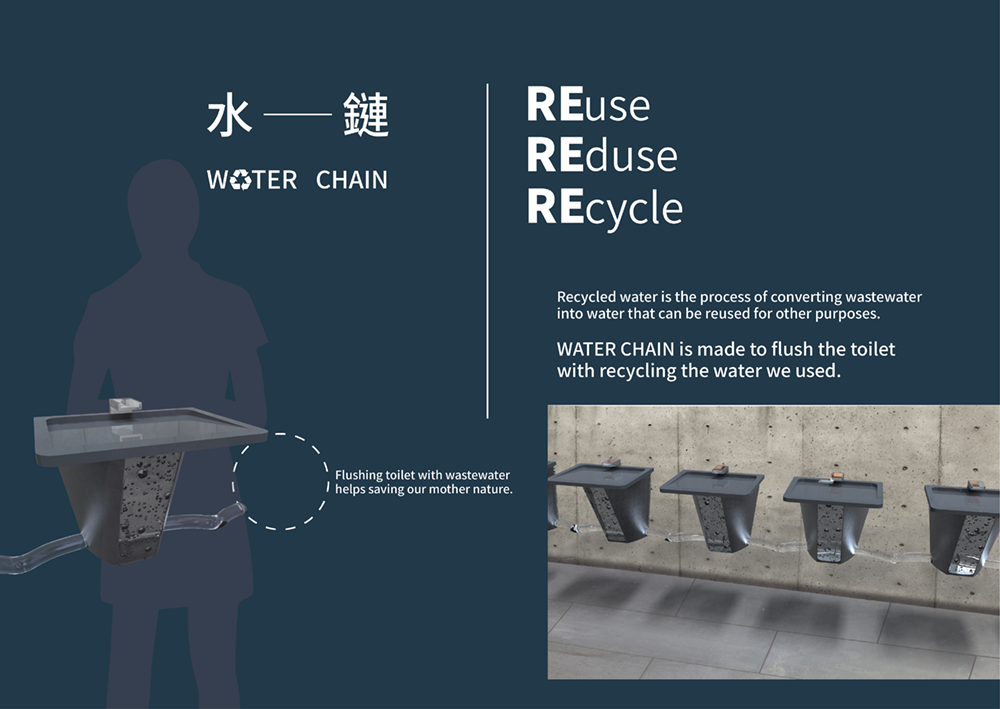 水 — 鏈
WATER CHAIN
REuse
REduse
REcycle
Recycled water is the process of converting wastewater
into water that can be reused for other purposes.
WATER CHAIN is made to flush the toilet
with recycling the water we used.
Flushing toilet with wastewater
helps saving our mother nature.